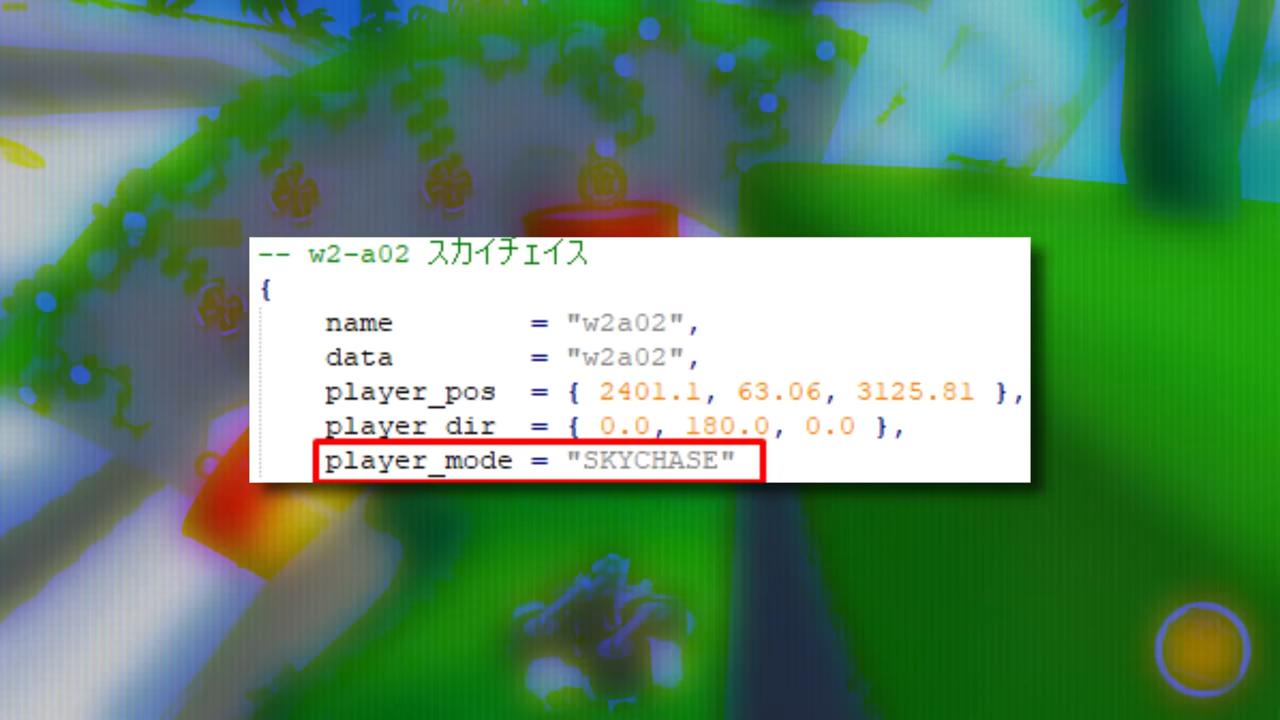 -- w2-a02 スカイチェイス
{
name = "w2a02",
data = "w2a02",
player_pos = { 2401.1, 63.06, 3125.81 },
player_dir = { 0.0, 180.0, 0.0 },
player_mode = "SKYCHASE"